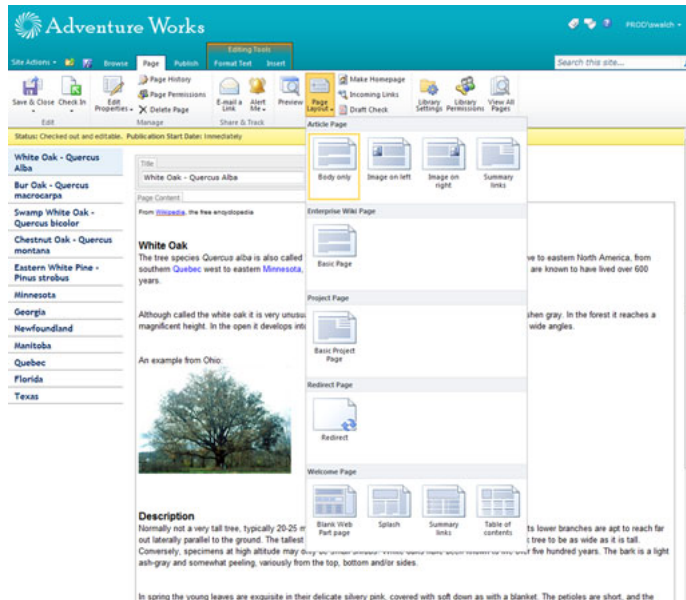 Adventure Works
PROD\pwalch
Editing Tools
Site Actions
Browse
Page
Publish
Format Text
Insert
Search this site...
Save & Close
Check In
Edit Properties
Page History
Page Permissions
Delete Page
E-mail a Link
Alert Me
Preview
Page Layout
Make Homepage
Incoming Links
Draft Check
Library Settings
Library Permissions
View All Pages
Edit
Manage
Share & Track
Status: Checked out and editable. Publication Start Date: Immediately
Article Page
Body only
Image on left
Image on right
Summary links
Enterprise Wiki Page
Basic Page
Project Page
Basic Project Page
Redirect Page
Redirect
Welcome Page
Blank Web Part page
Splash
Summary links
Table of contents
White Oak - Quercus Alba
Bur Oak - Quercus macrocarpa
Swamp White Oak - Quercus bicolor
Chestnut Oak - Quercus montana
Eastern White Pine - Pinus strobus
Minnesota
Georgia
Newfoundland
Manitoba
Quebec
Florida
Texas
Title
White Oak - Quercus Alba
Page Content
From Wikipedia, the free encyclopedia
White Oak
The tree species Quercus alba is also called
ve to eastern North America, from
southern Quebec west to eastern Minnesota,
are known to have lived over 600
years.
Although called the white oak it is very unusu
shen gray. In the forest it reaches a
magnificent height. In the open it develops int
wide angles.
An example from Ohio:
Description
Normally not a very tall tree, typically 20-25 m
ts lower branches are apt to reach far
out laterally parallel to the ground. The tallest
tree to be as wide as it is tall.
Conversely, specimens at high altitude may only be small shrubs. White oaks have been known to live over five hundred years. The bark is a light
ash-gray and somewhat peeling, variously from the top, bottom and/or sides.
In spring the young leaves are exquisite in their delicate silvery pink, covered with soft down as with a blanket. The petioles are short, and the